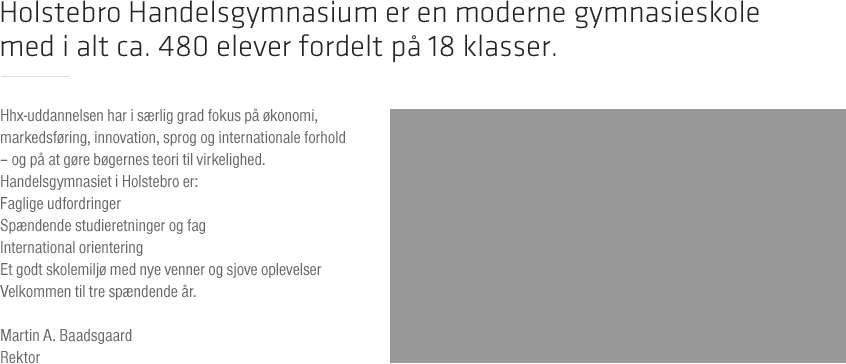 Holstebro Handelsgymnasium er en moderne gymnasieskole
med i alt ca. 480 elever fordelt på 18 klasser.
Hhx-uddannelsen har i særlig grad fokus på økonomi,
markedsføring, innovation, sprog og internationale forhold
– og på at gøre bøgernes teori til virkelighed.
Handelsgymnasiet i Holstebro er:
Faglige udfordringer
Spændende studieretninger og fag
International orientering
Et godt skolemiljø med nye venner og sjove oplevelser
Velkommen til tre spændende år.
Martin A. Baadsgaard
Rektor